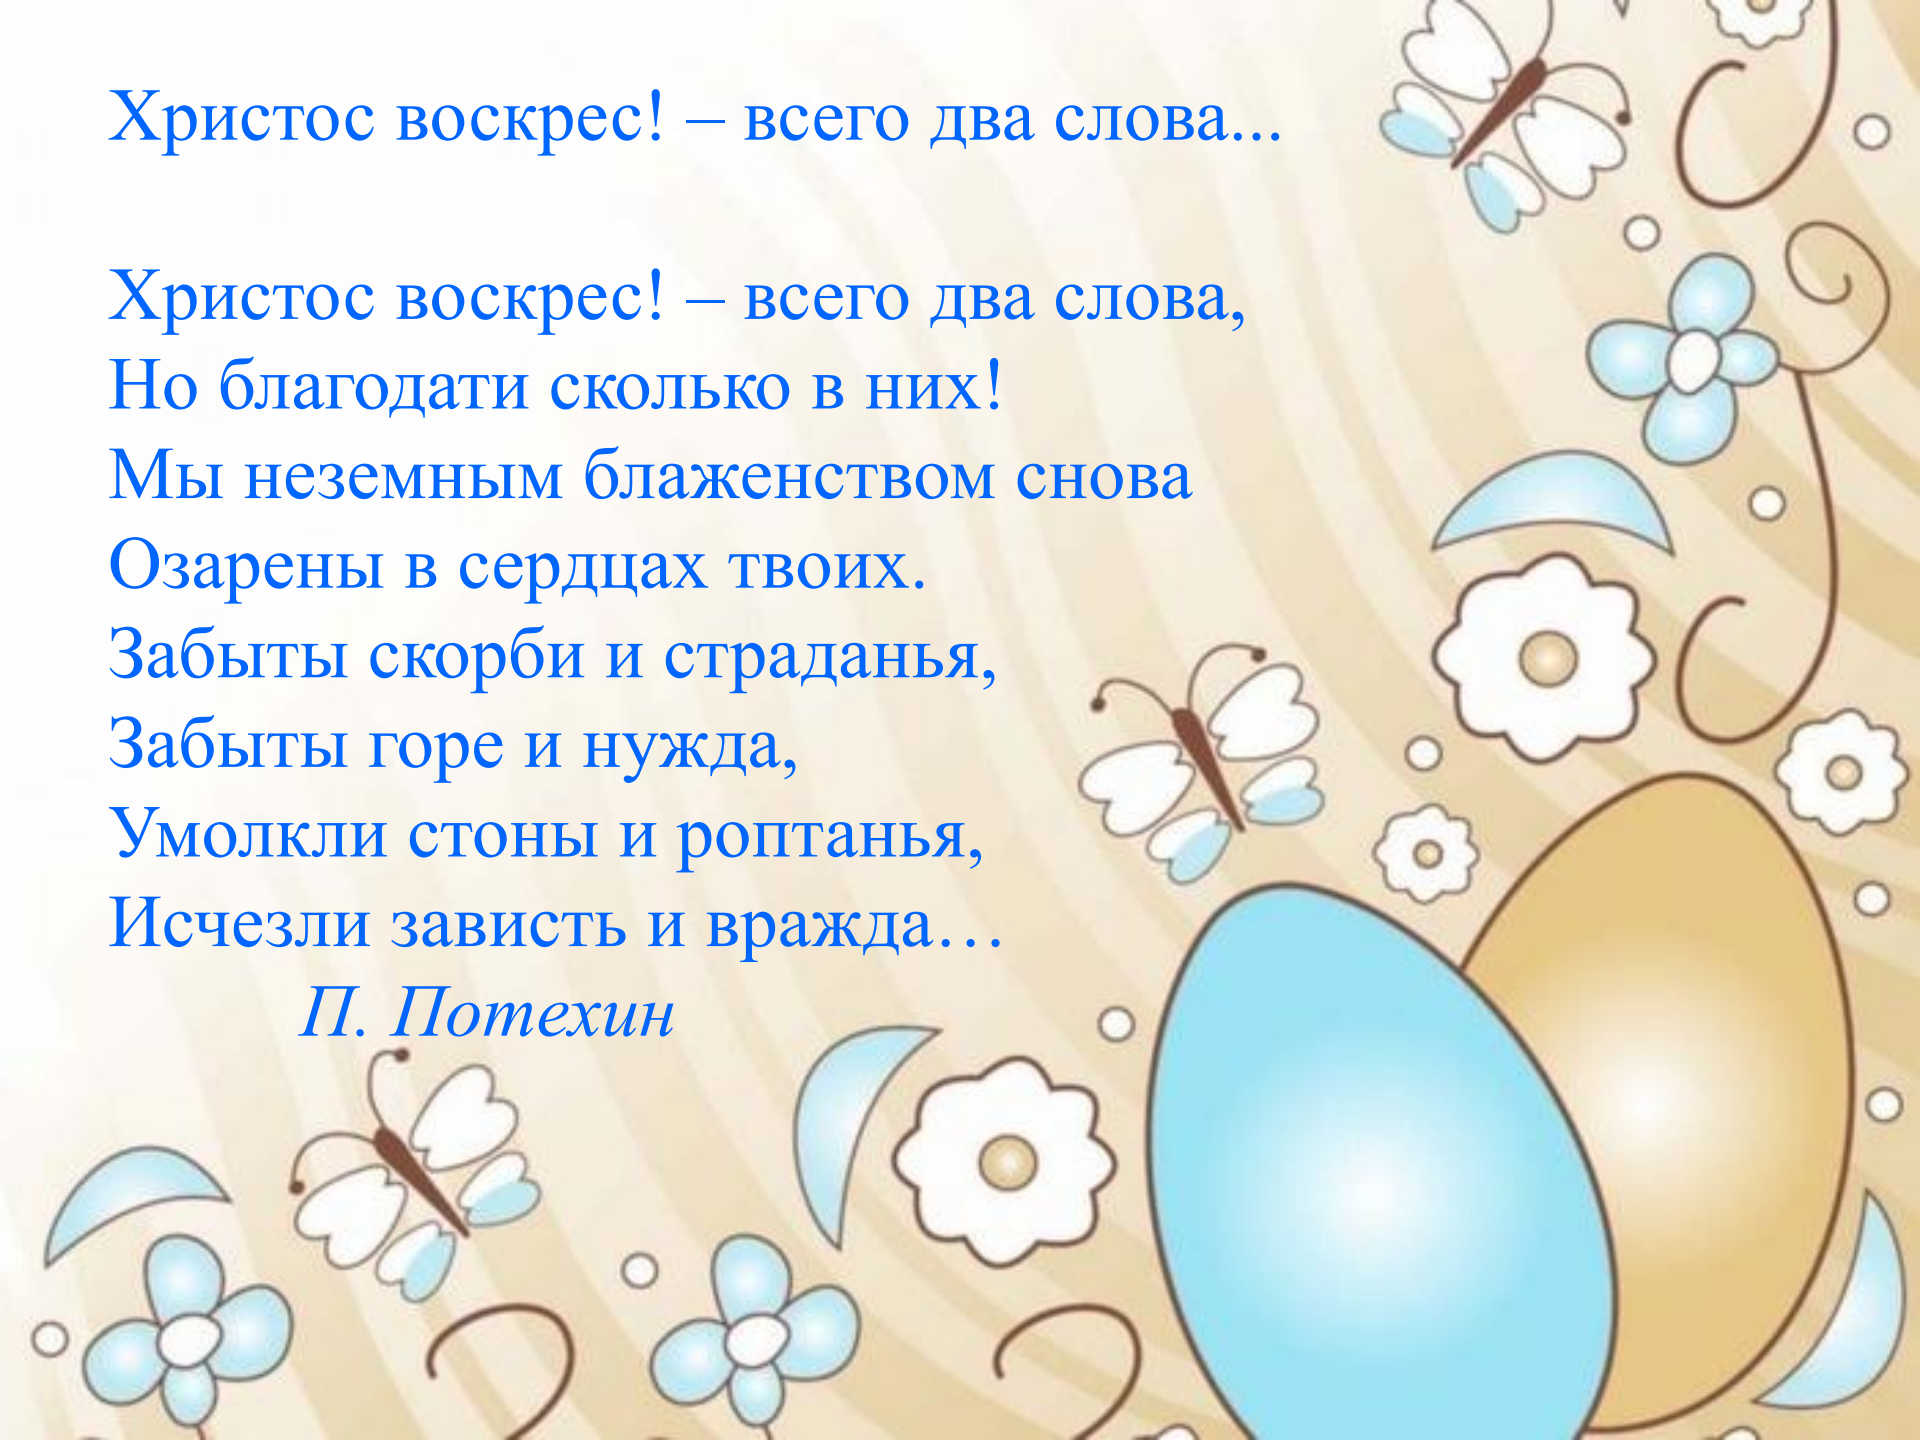 Христос воскрес! – всего два слова...
Христос воскрес! – всего два слова,
Но благодати сколько в них!
Мы неземным блаженством снова
Озарены в сердцах твоих.
Забыты скорби и страданья,
Забыты горе и нужда,
Умолкли стоны и роптанья,
Исчезли зависть и вражда…
П. Потехин